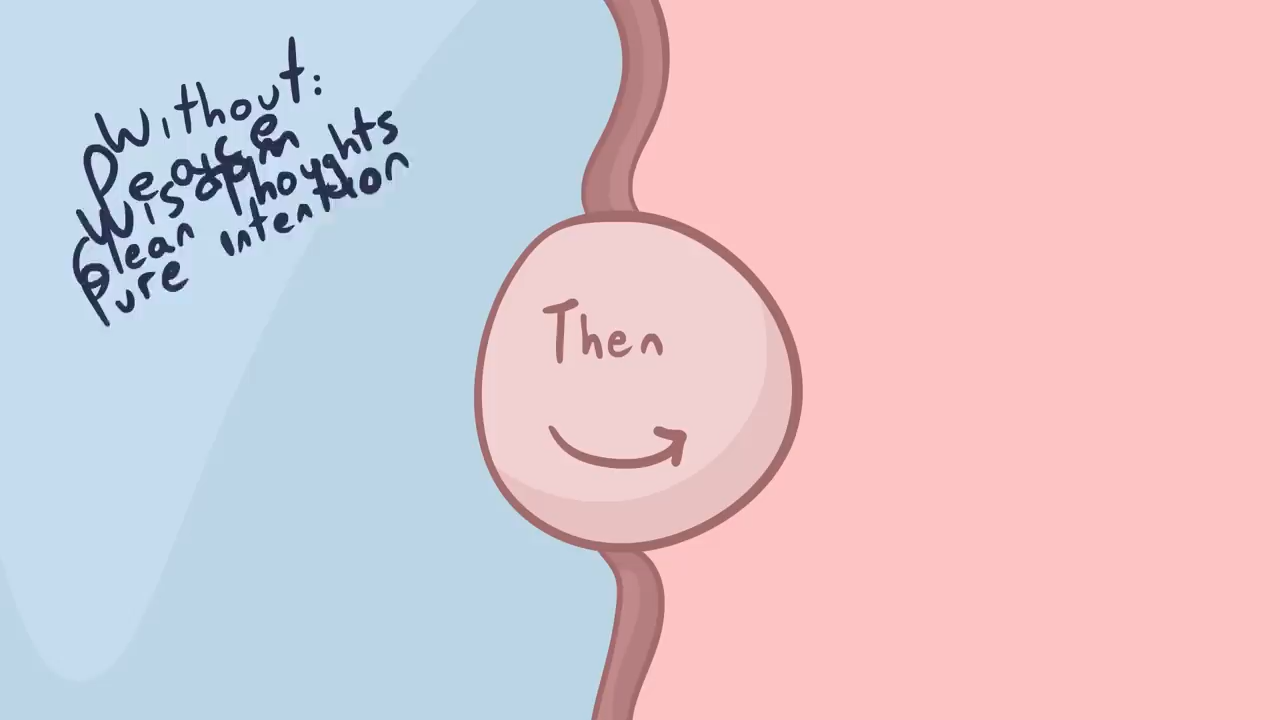 Without:
Peace
Wisdom
Clean Thoughts
Pure intention
Then